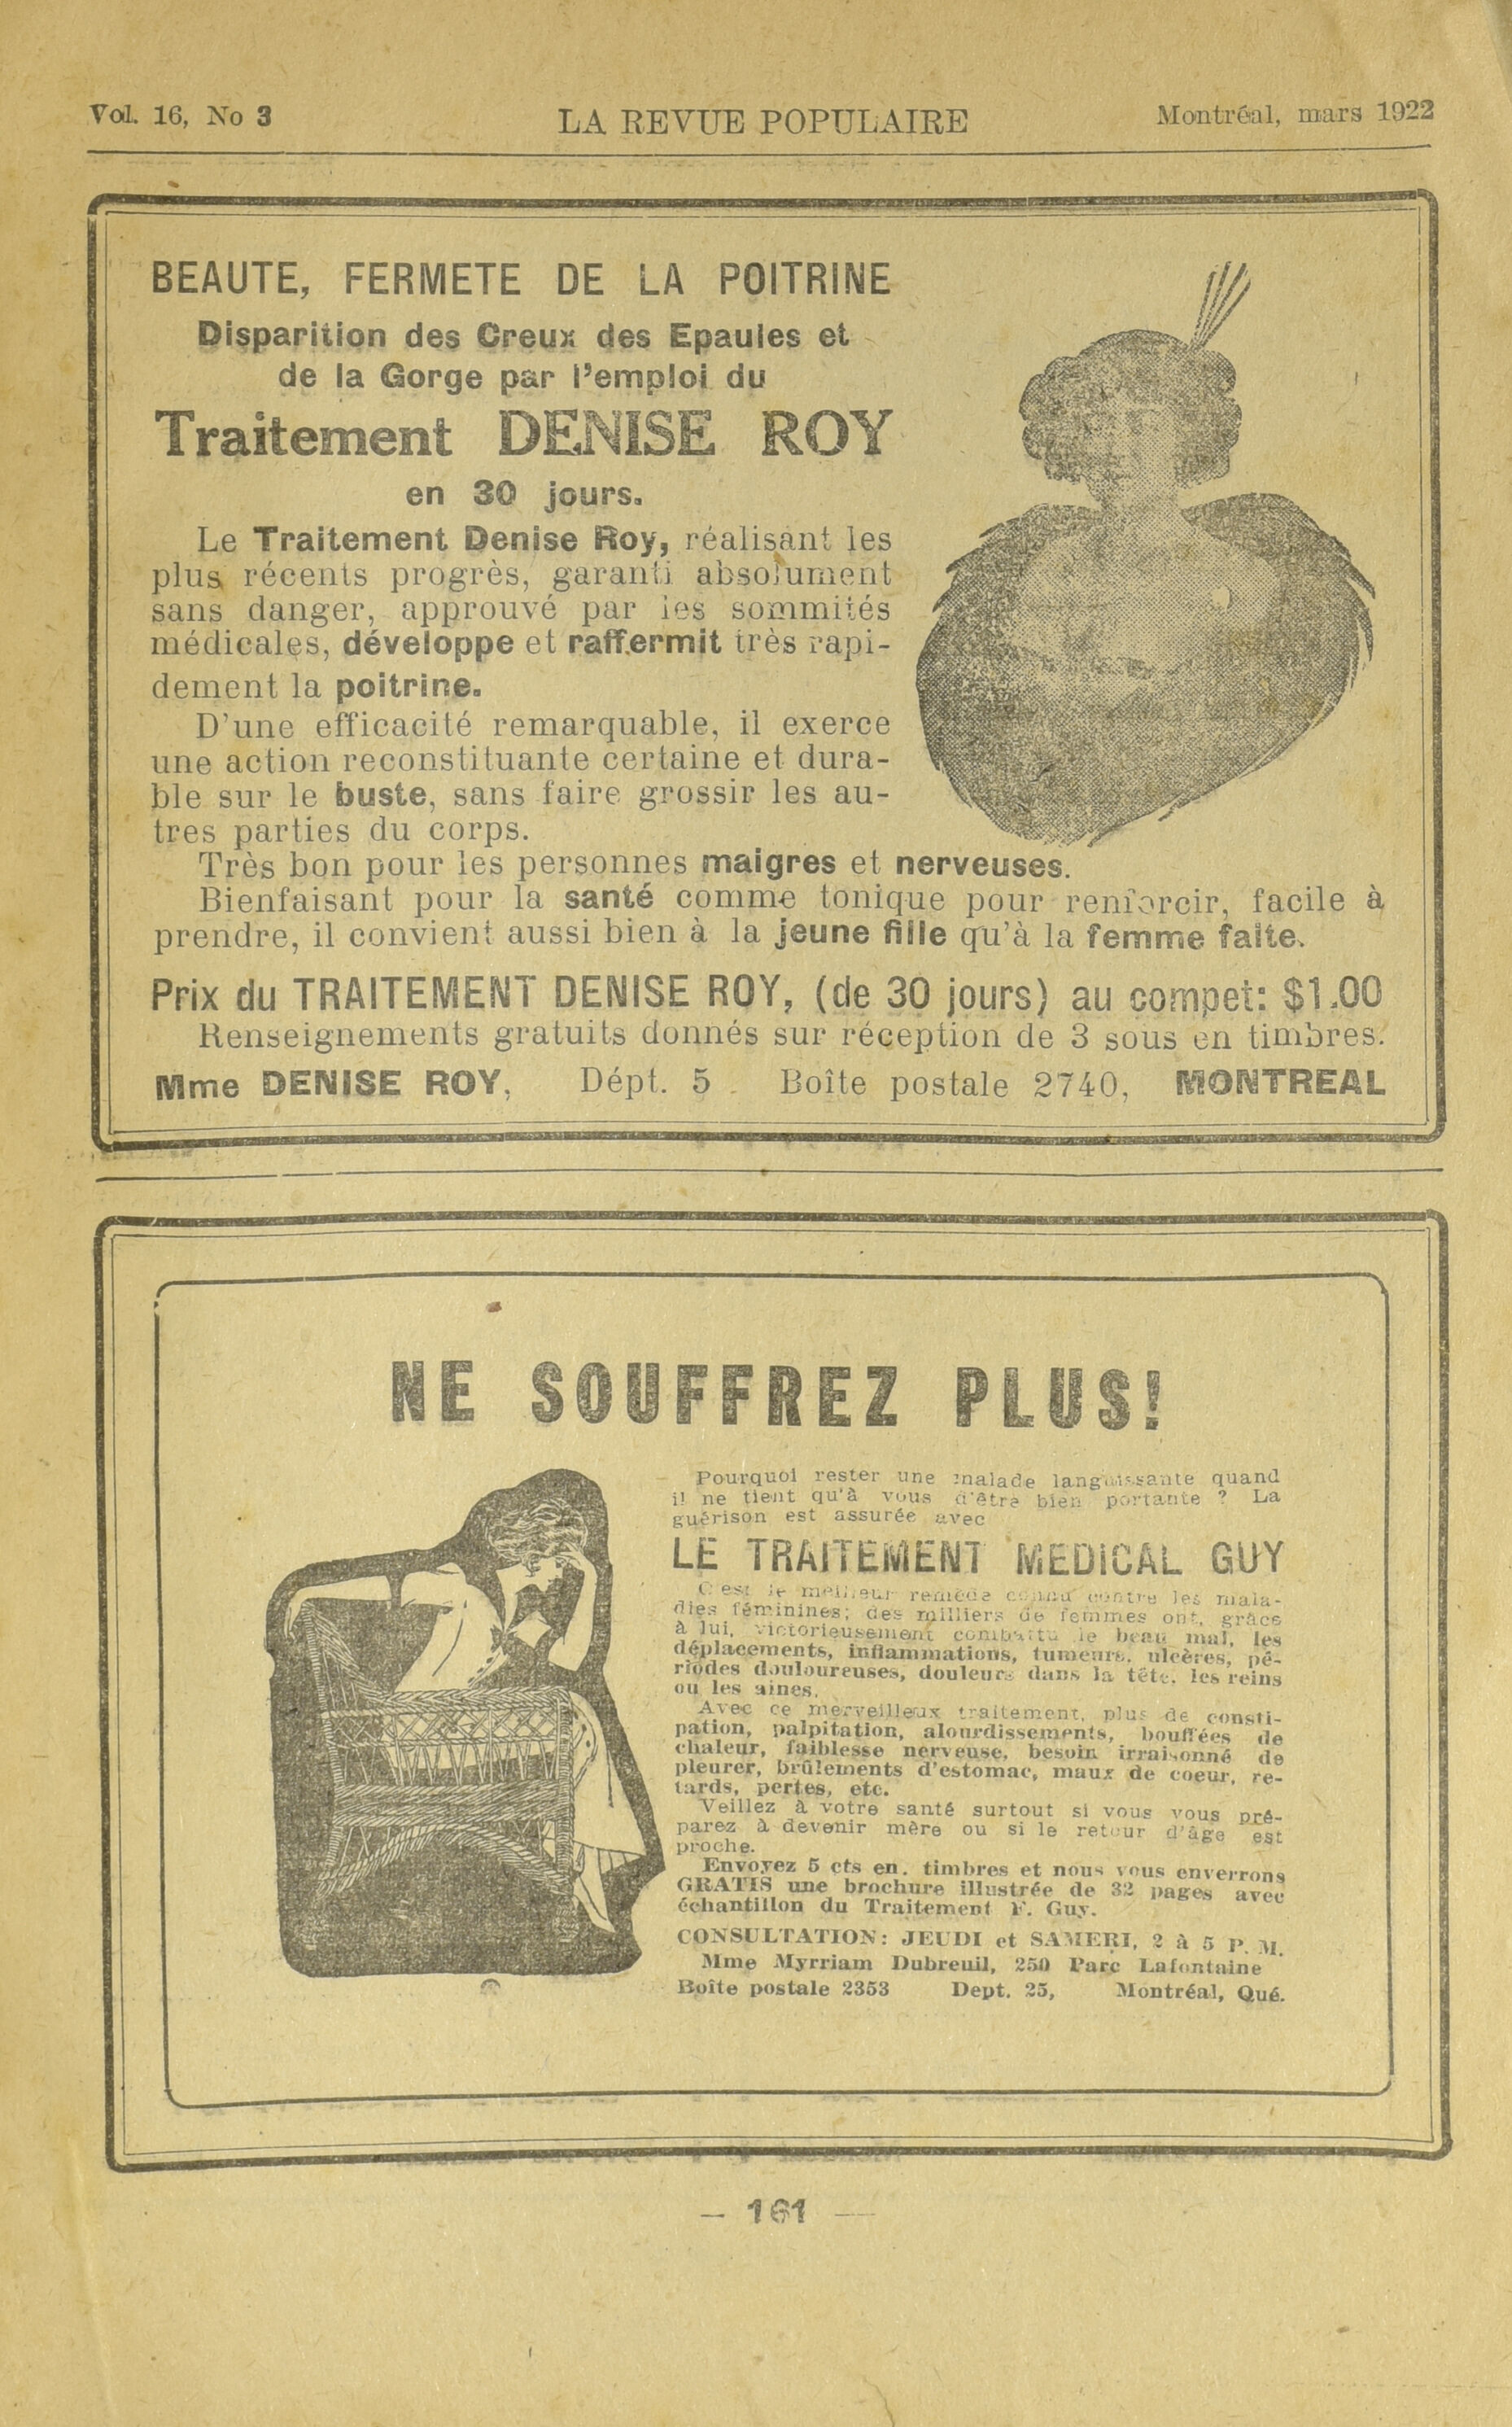 Vol. 16, No 3 LA REVUE POPULAIRE Montréal, mars 1922
BEAUTE, FERMETE DE LA POITRINE
Disparition des Creux des Epaules et
de la Gorge par l'emploi du
Traitement DENISE ROY
en 30 jours.
Le Traitement Denise Roy, réalisant les
plus récents progrès, garanti absolument
sans danger, approuvé par les sommités
médicales, développe et raffermit très rapi-
dement la poitrine.
D'une efficacité remarquable, il exerce
une action reconstituante certaine et dura-
ble sur le buste, sans faire grossir les au-
tres parties du corps.
Très bon pour les personnes maigres et nerveuses.
Bienfaisant pour la santé comme tonique pour renforcir, facile à
prendre, il convient aussi bien à la jeune fille qu'à la femme faite.
Prix du TRAITEMENT DENISE ROY, (de 30 jours) au compet: $1.00
Renseignements gratuits donnés sur réception de 3 sous en timbres.
Mme DENISE ROY, Dépt. 5 Boîte postale 2740, MONTREAL
NE SOUFFREZ PLUS!
Pourquoi rester une malade languissante quand
il ne tient qu'à vous d'être bien portante ? La
guérison est assurée avec
LE TRAITEMENT MEDICAL GUY
C'est le meilleur remède connu contre les mala-
dies féminines; des milliers de femmes ont, grâce
à lui, victorieusement combattu le beau mal, les
déplacements, inflammations, tumeurs, ulcères, pé-
riodes douloureuses, douleurs dans la tête, les reins
ou les aines.
Avec ce merveilleux traitement, plus de consti-
pation, palpitation, alourdissements, bouffées de
chaleur, faiblesse nerveuse, besoin irraisonné de
pleurer, brûlements d'estomac, maux de coeur, re-
tards, pertes, etc.
Veillez à votre santé surtout si vous vous pré-
parez à devenir mère ou si le retour d'âge est
proche.
Envoyez 5 cts en. timbres et nous vous enverrons
GRATIS une brochure illustrée de 32 pages avec
échantillon du Traitement F. Guy.
CONSULTATION: JEUDI et SAMERI, 2 à 5 P. M.
Mme Myrriam Dubreuil, 250 Parc Lafontaine
Boîte postale 2353 Dept. 25, Montréal, Qué.
— 161 —